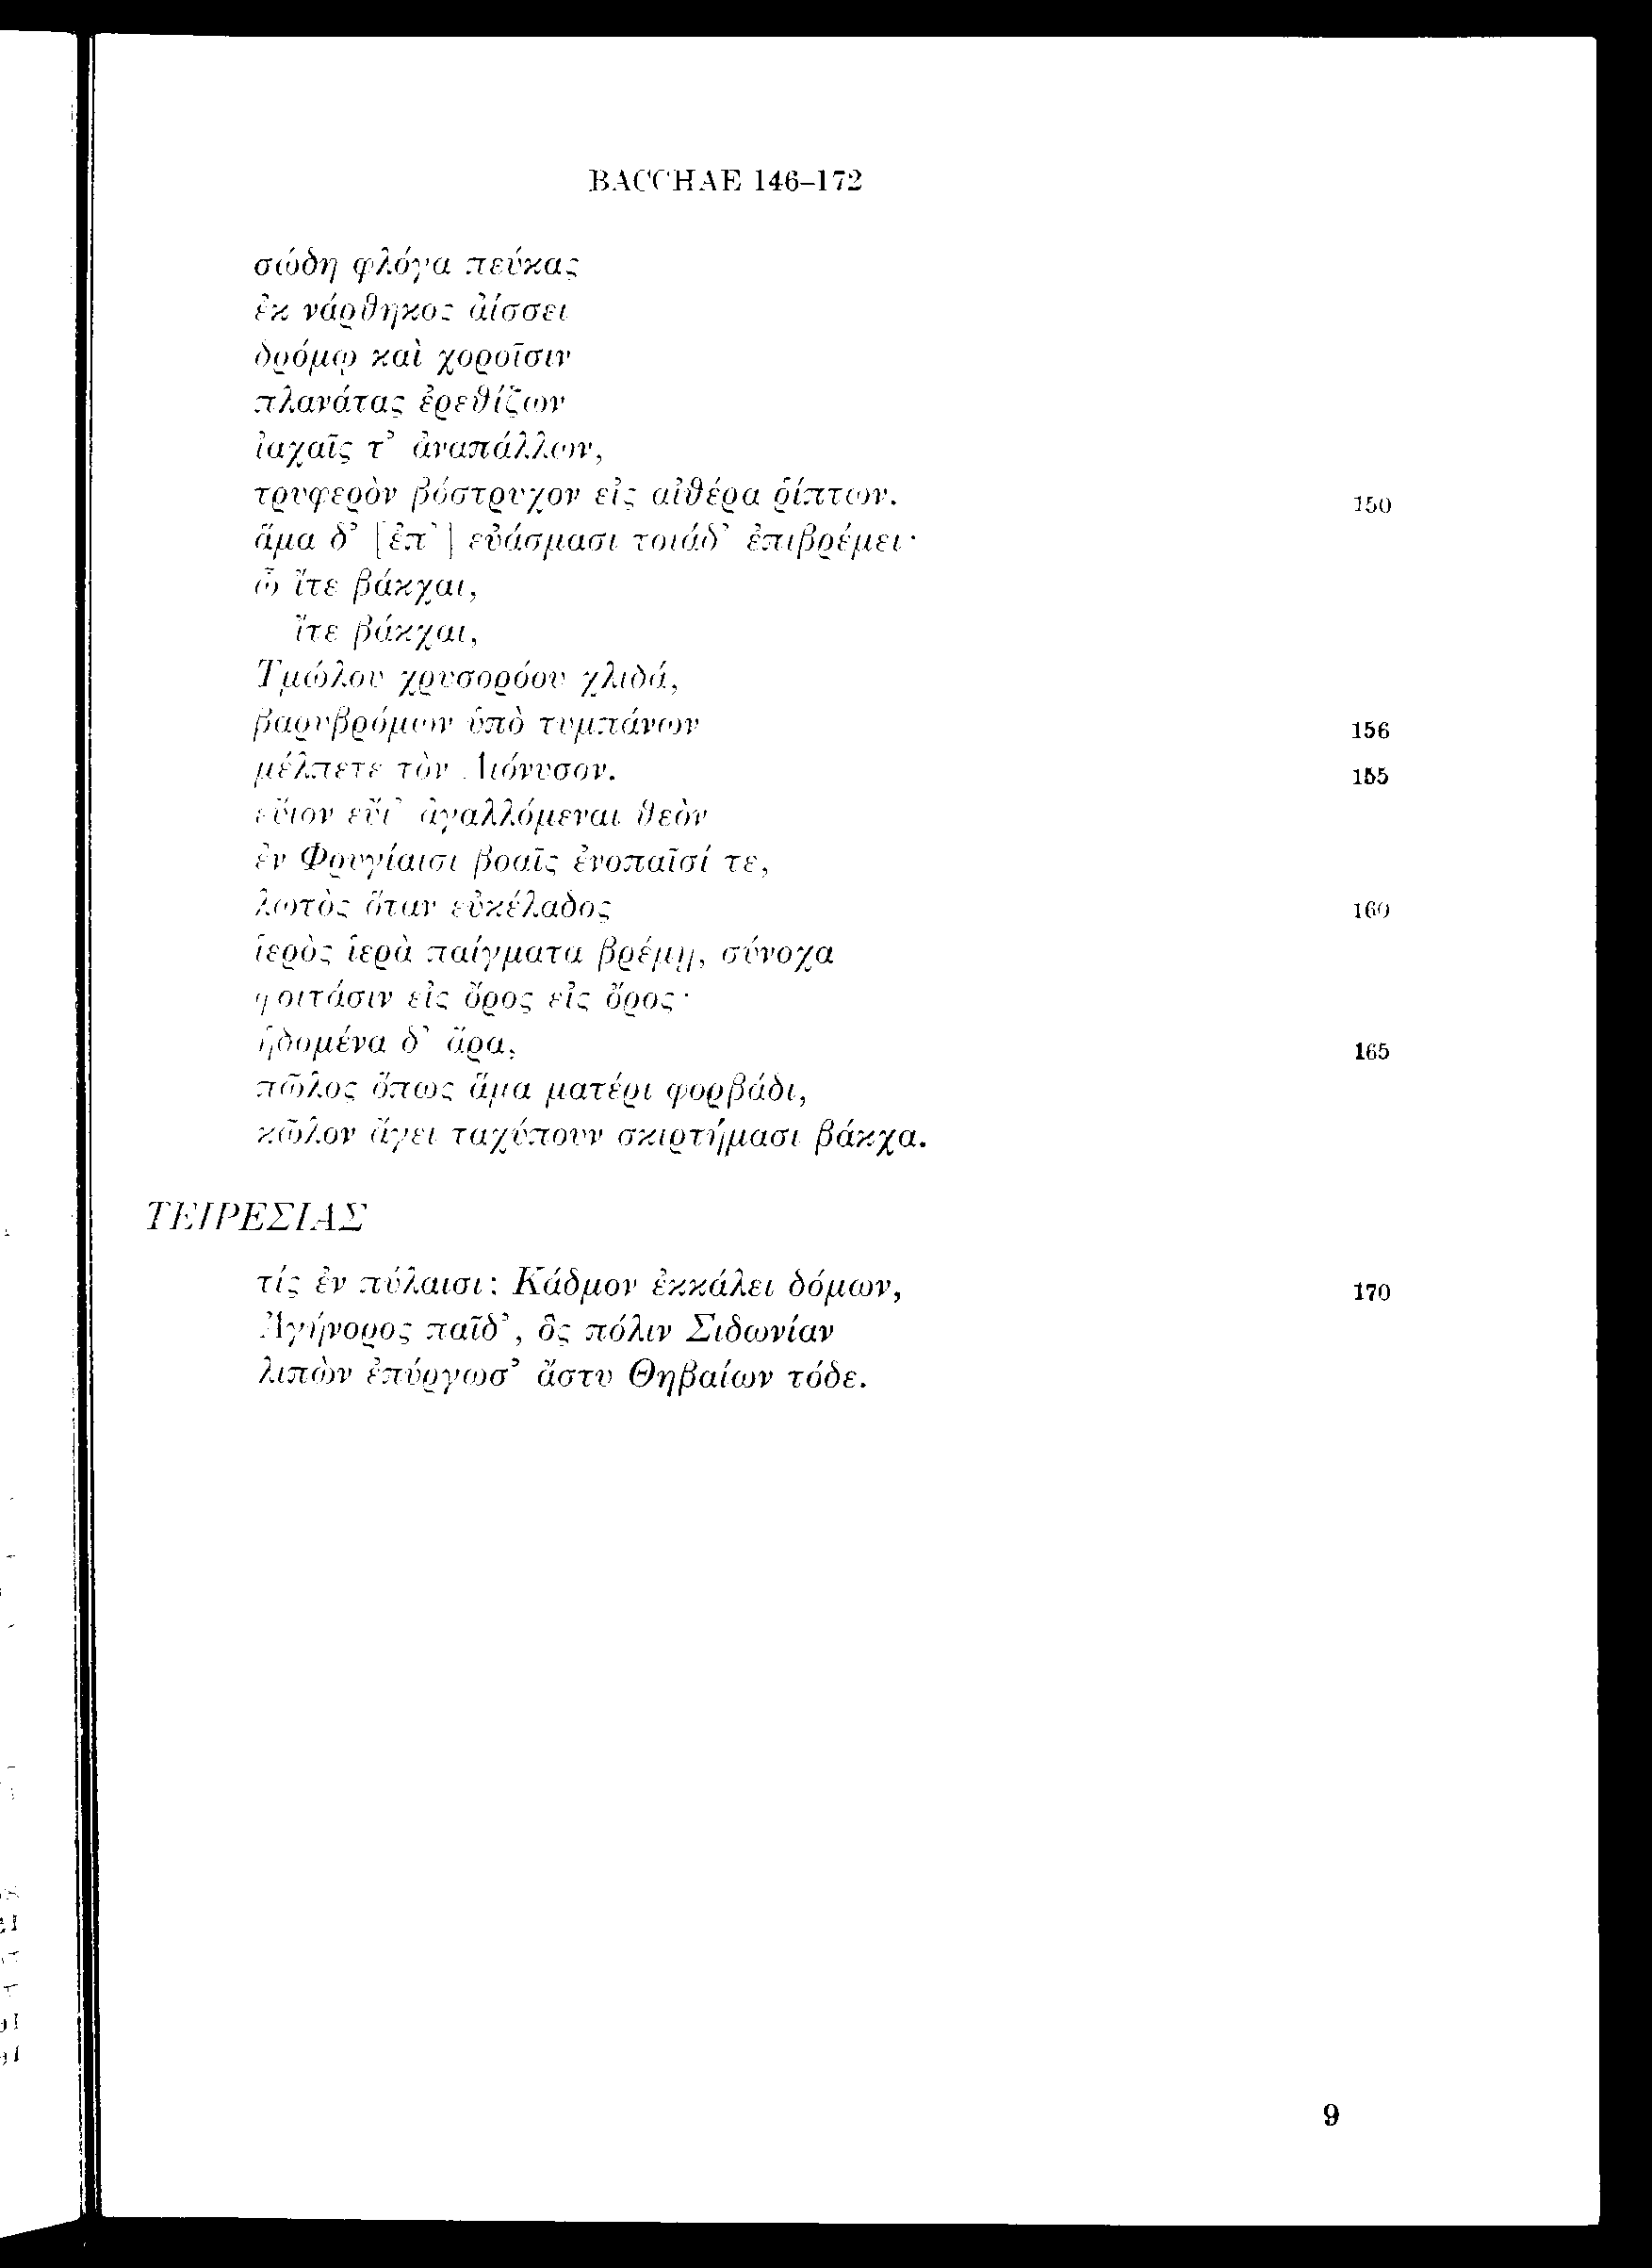 BACCHAE 146–172
σώδη φλόγα πεύκας
ἐκ νάρθηκος ἀίσσει
δρόμῳ καὶ χοροῖσιν
πλανάτας ἐρεθίζων
ἰαχαῖς τ’ ἀναπάλλων,
τρυφερὸν βόστρυχον εἰς αἰθέρα ῥίπτων. 150
ἅμα δ’ [ἐπ’] εὐάσμασι τοιάδ’ ἐπιβρέμει·
ὦ ἴτε βάκχαι,
ἴτε βάκχαι,
Τμώλου χρυσορόου χλιδά,
βαρυβρόμων ὑπὸ τυμπάνων 156
μέλπετε τὸν Διόνυσον. 155
εὔιον εὔι’ ἀγαλλόμεναι θεὸν
ἐν Φρυγίαισι βοαῖς ἐνοπαῖσί τε,
λωτὸς ὅταν εὐκέλαδος 160
ἱερὸς ἱερὰ παίγματα βρέμῃ, σύνοχα
φοιτάσιν εἰς ὄρος εἰς ὄρος·
ἡδομένα δ’ ἄρα, 165
πῶλος ὅπως ἅμα ματέρι φορβάδι,
κῶλον ἄγει ταχύπουν σκιρτήμασι βάκχα.
ΤΕΙΡΕΣΙΑΣ
τίς ἐν πύλαισι; Κάδμον ἐκκάλει δόμων, 170
Ἀγήνορος παῖδ’, ὃς πόλιν Σιδωνίαν
λιπὼν ἐπύργωσ’ ἄστυ Θηβαίων τόδε.
9